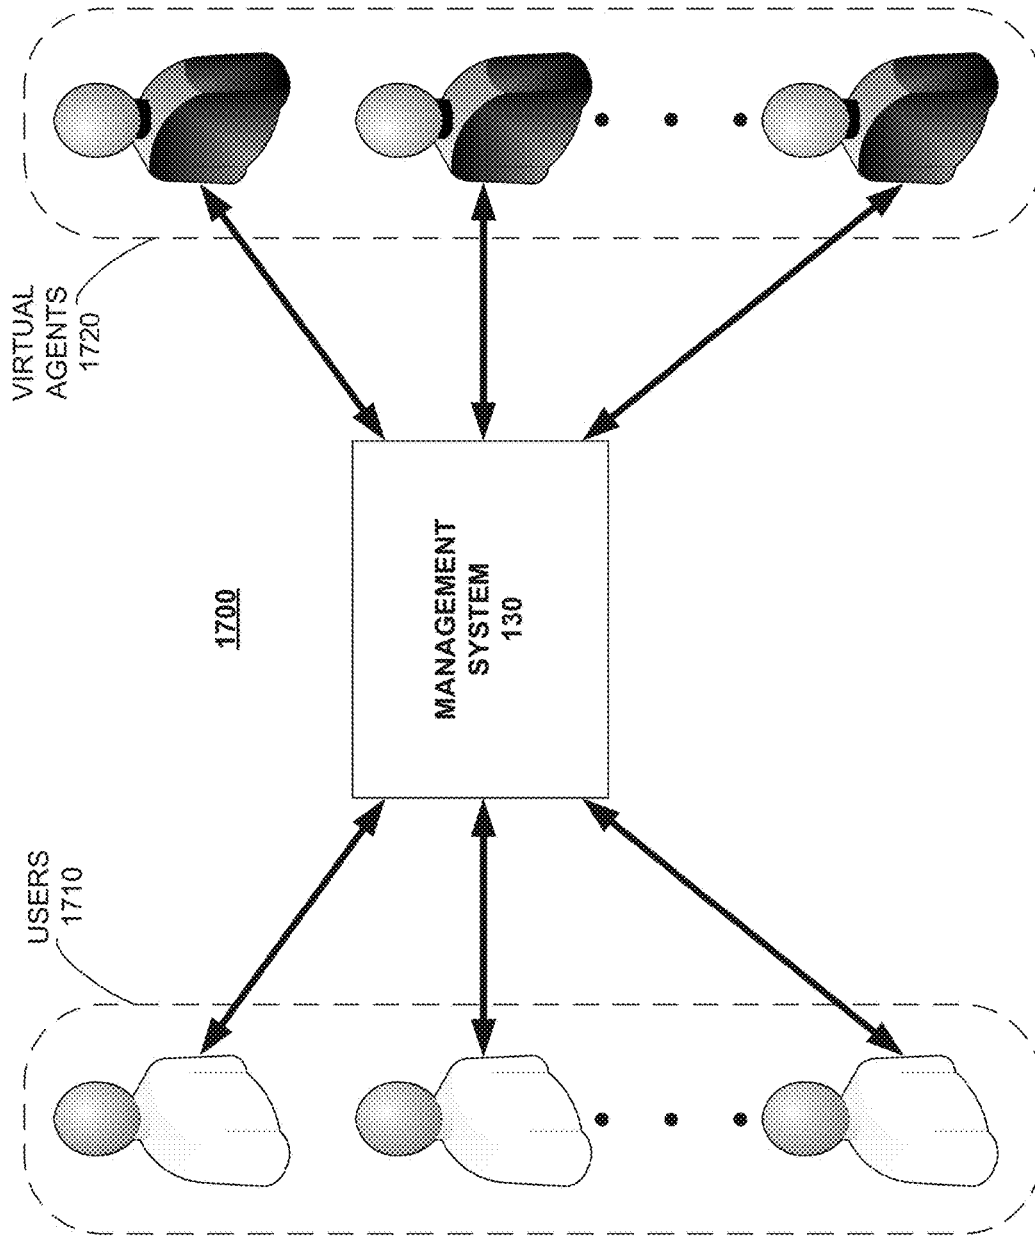 USERS
1710
1700
MANAGEMENT
SYSTEM
130
VIRTUAL
AGENTS
1720